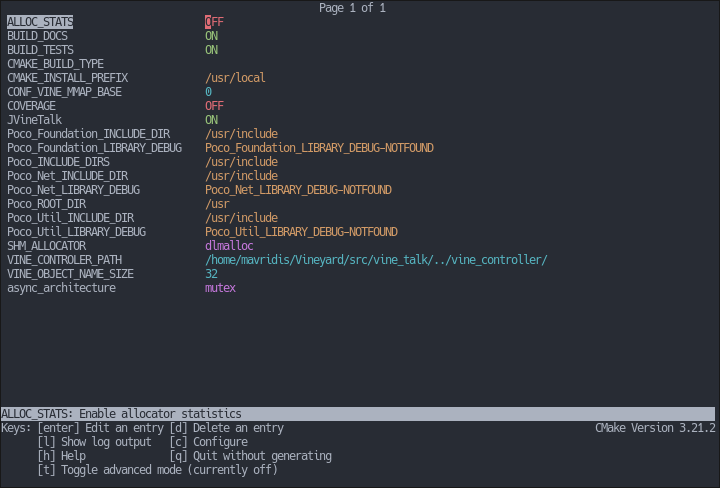 Page 1 of 1
ALLOC_STATS OFF
BUILD_DOCS ON
BUILD_TESTS ON
CMAKE_BUILD_TYPE
CMAKE_INSTALL_PREFIX /usr/local
CONF_VINE_MMAP_BASE 0
COVERAGE OFF
JVineTalk ON
Poco_Foundation_INCLUDE_DIR /usr/include
Poco_Foundation_LIBRARY_DEBUG Poco_Foundation_LIBRARY_DEBUG-NOTFOUND
Poco_INCLUDE_DIRS /usr/include
Poco_Net_INCLUDE_DIR /usr/include
Poco_Net_LIBRARY_DEBUG Poco_Net_LIBRARY_DEBUG-NOTFOUND
Poco_ROOT_DIR /usr
Poco_Util_INCLUDE_DIR /usr/include
Poco_Util_LIBRARY_DEBUG Poco_Util_LIBRARY_DEBUG-NOTFOUND
SHM_ALLOCATOR dlmalloc
VINE_CONTROLER_PATH /home/mavridis/Vineyard/src/vine_talk/../vine_controller/
VINE_OBJECT_NAME_SIZE 32
async_architecture mutex
ALLOC_STATS: Enable allocator statistics
Keys: [enter] Edit an entry [d] Delete an entry CMake Version 3.21.2
[l] Show log output [c] Configure
[h] Help [q] Quit without generating
[t] Toggle advanced mode (currently off)